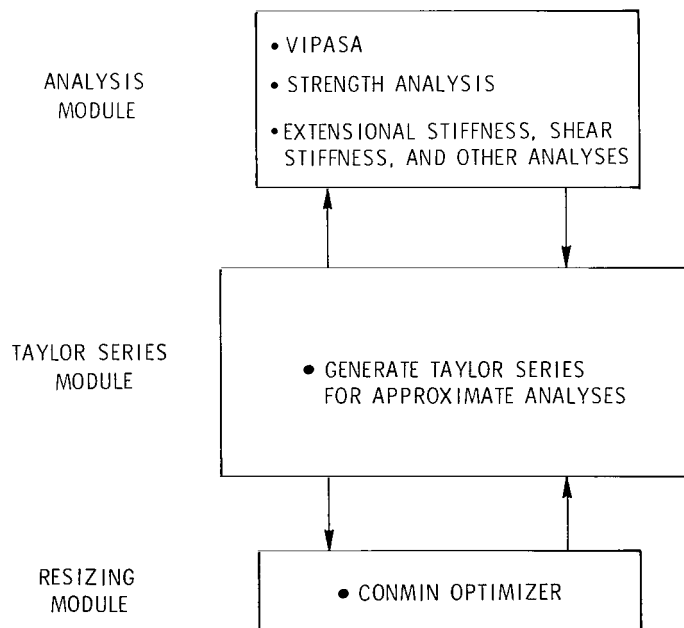 ANALYSIS
MODULE
• VIPASA
• STRENGTH ANALYSIS
• EXTENSIONAL STIFFNESS, SHEAR
STIFFNESS, AND OTHER ANALYSES
TAYLOR SERIES
MODULE
• GENERATE TAYLOR SERIES
FOR APPROXIMATE ANALYSES
RESIZING
MODULE
• CONMIN OPTIMIZER